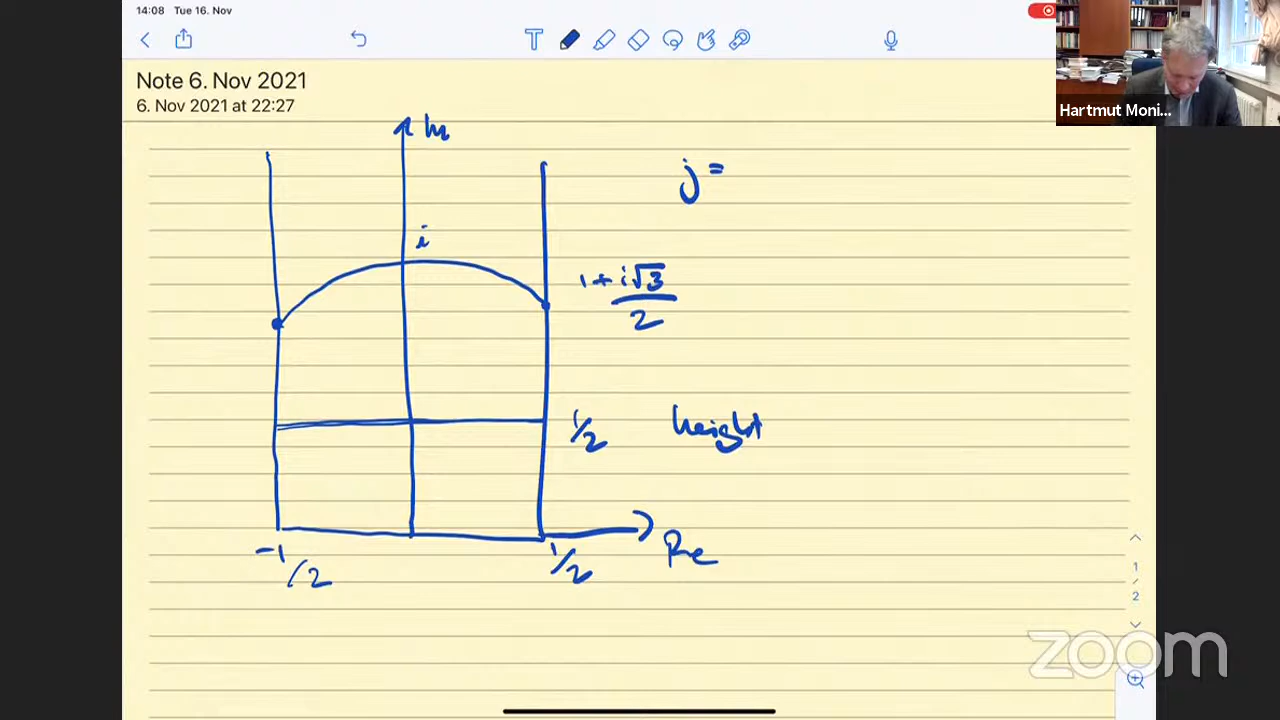 14:08 Tue 16. Nov
T
Note 6. Nov 2021
6. Nov 2021 at 22:27
Hartmut Moni...
Im
j =
i
1 + i√3
2
1/2
height
-1/2
1/2
Re
1
/
2
zoom